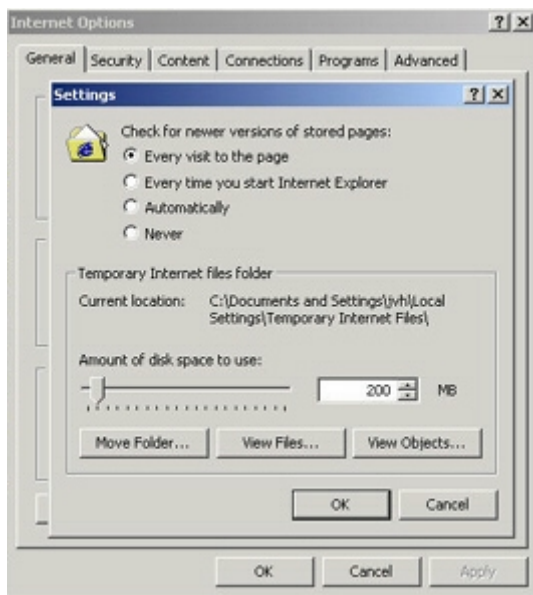 Internet Options
General Security Content Connections Programs Advanced
Settings
Check for newer versions of stored pages:
Every visit to the page
Every time you start Internet Explorer
Automatically
Never
Temporary Internet files folder
Current location: C:\Documents and Settings\jvh\Local
Settings\Temporary Internet Files\
Amount of disk space to use:
200 MB
Move Folder... View Files... View Objects...
OK Cancel
OK Cancel Apply